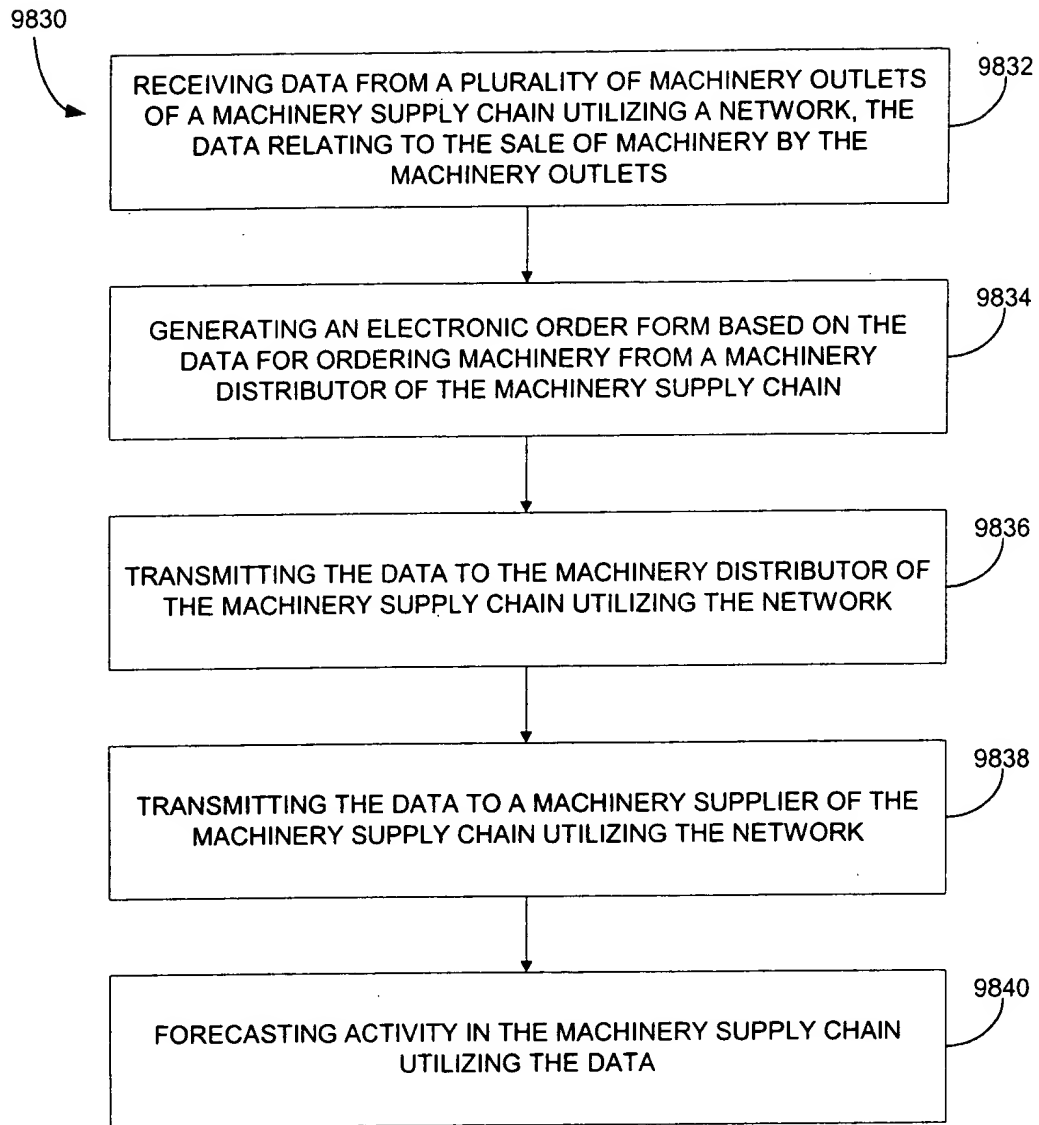 9830
RECEIVING DATA FROM A PLURALITY OF MACHINERY OUTLETS
OF A MACHINERY SUPPLY CHAIN UTILIZING A NETWORK, THE
DATA RELATING TO THE SALE OF MACHINERY BY THE
MACHINERY OUTLETS
9832
GENERATING AN ELECTRONIC ORDER FORM BASED ON THE
DATA FOR ORDERING MACHINERY FROM A MACHINERY
DISTRIBUTOR OF THE MACHINERY SUPPLY CHAIN
9834
TRANSMITTING THE DATA TO THE MACHINERY DISTRIBUTOR OF
THE MACHINERY SUPPLY CHAIN UTILIZING THE NETWORK
9836
TRANSMITTING THE DATA TO A MACHINERY SUPPLIER OF THE
MACHINERY SUPPLY CHAIN UTILIZING THE NETWORK
9838
FORECASTING ACTIVITY IN THE MACHINERY SUPPLY CHAIN
UTILIZING THE DATA
9840